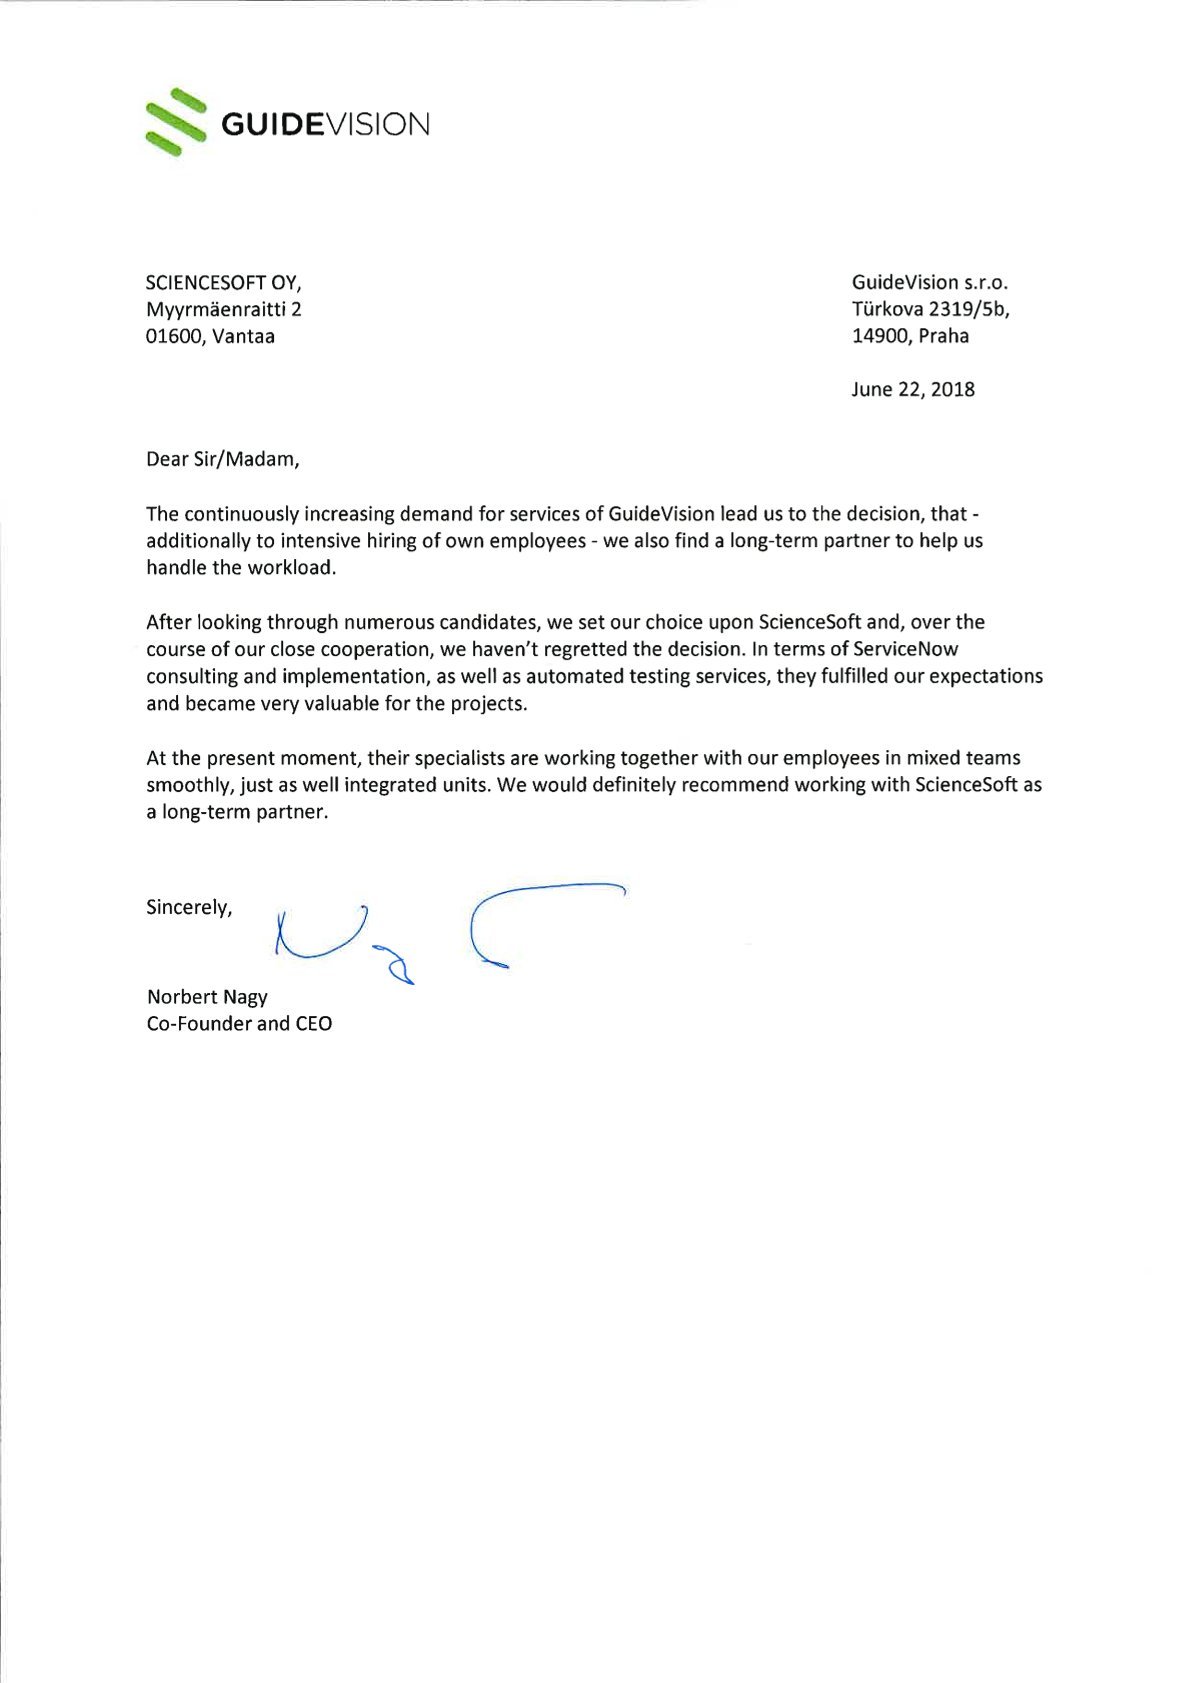 GUIDEVISION
SCIENCESOFT OY,
Myyrmäenraitti 2
01600, Vantaa
GuideVision s.r.o.
Türkova 2319/5b,
14900, Praha
June 22, 2018
Dear Sir/Madam,
The continuously increasing demand for services of GuideVision lead us to the decision, that -
additionally to intensive hiring of own employees - we also find a long-term partner to help us
handle the workload.
After looking through numerous candidates, we set our choice upon ScienceSoft and, over the
course of our close cooperation, we haven't regretted the decision. In terms of ServiceNow
consulting and implementation, as well as automated testing services, they fulfilled our expectations
and became very valuable for the projects.
At the present moment, their specialists are working together with our employees in mixed teams
smoothly, just as well integrated units. We would definitely recommend working with ScienceSoft as
a long-term partner.
Sincerely,
Norbert Nagy
Co-Founder and CEO